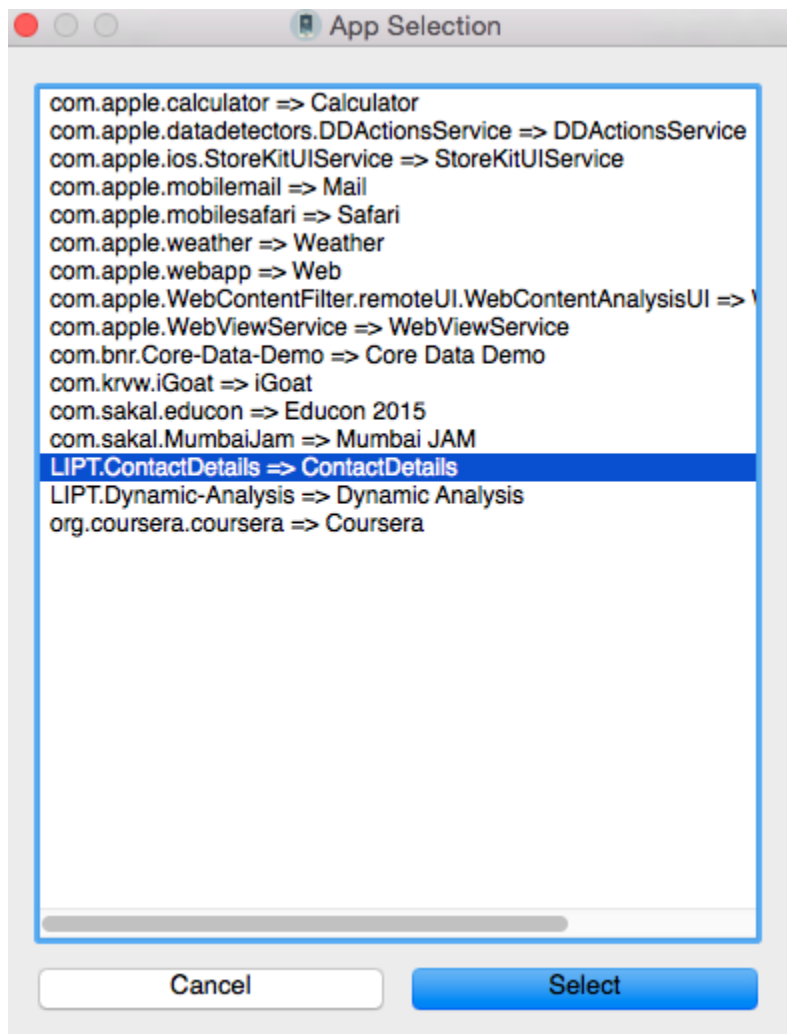 App Selection
com.apple.calculator => Calculator
com.apple.datadetectors.DDActionsService => DDActionsService
com.apple.ios.StoreKitUIService => StoreKitUIService
com.apple.mobilemail => Mail
com.apple.mobilesafari => Safari
com.apple.weather => Weather
com.apple.webapp => Web
com.apple.WebContentFilter.remoteUI.WebContentAnalysisUI =>
com.apple.WebViewService => WebViewService
com.bnr.Core-Data-Demo => Core Data Demo
com.krvw.iGoat => iGoat
com.sakal.educon => Educon 2015
com.sakal.MumbaiJam => Mumbai JAM
LIPT.ContactDetails => ContactDetails
LIPT.Dynamic-Analysis => Dynamic Analysis
org.coursera.coursera => Coursera
Cancel
Select